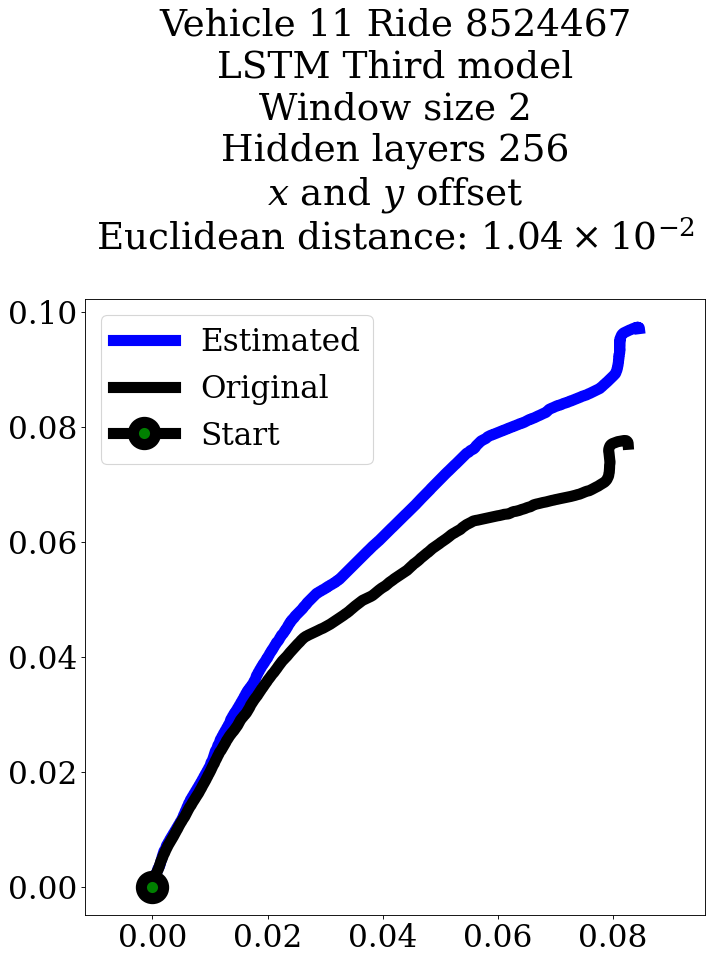 Vehicle 11 Ride 8524467
LSTM Third model
Window size 2
Hidden layers 256
x and y offset
Euclidean distance: 1.04 × 10⁻²
Estimated
Original
Start
0.10
0.08
0.06
0.04
0.02
0.00
0.00 0.02 0.04 0.06 0.08